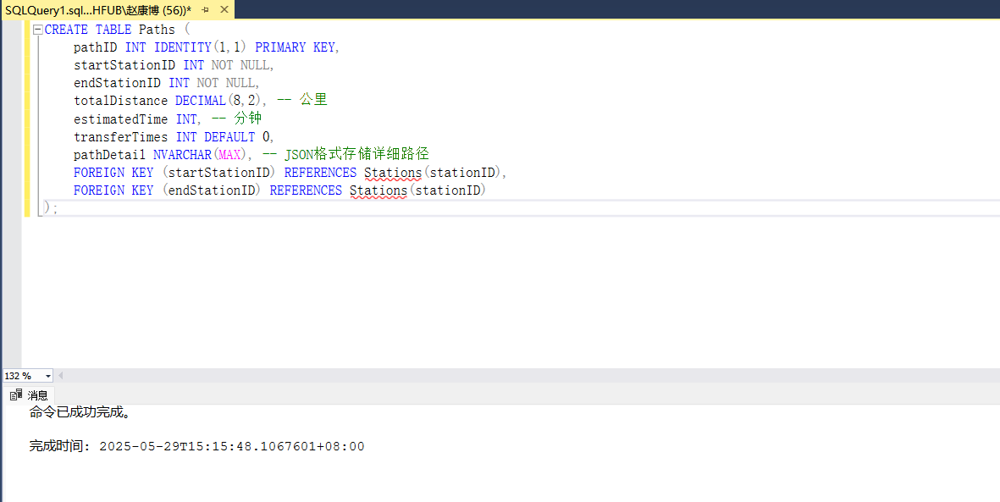 SQLQuery1.sql...HFUB\赵康博 (56))*
CREATE TABLE Paths (
pathID INT IDENTITY(1,1) PRIMARY KEY,
startStationID INT NOT NULL,
endStationID INT NOT NULL,
totalDistance DECIMAL(8,2), -- 公里
estimatedTime INT, -- 分钟
transferTimes INT DEFAULT 0,
pathDetail NVARCHAR(MAX), -- JSON格式存储详细路径
FOREIGN KEY (startStationID) REFERENCES Stations(stationID),
FOREIGN KEY (endStationID) REFERENCES Stations(stationID)
);
132 %
消息
命令已成功完成。
完成时间: 2025-05-29T15:15:48.1067601+08:00